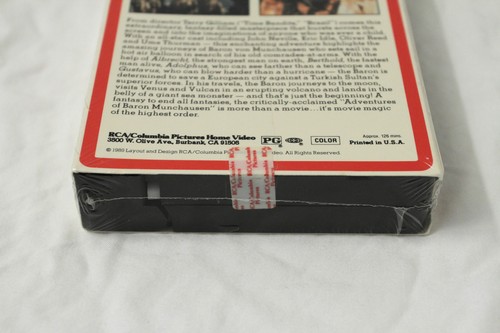 From director Terry Gilliam ("Time Bandits," "Brazil") comes this
extraordinary, fantasy-filled masterpiece that bursts across the
screen and into the imaginations of anyone who was ever a child.
With an all-star cast including John Neville, Eric Idle, Oliver Reed
and Uma Thurman — this enchanting adventure highlights the
amazing journey of Baron von Munchausen who sets sail in a
hot air balloon in search of his old comrades-at-arms. With the
help of Albrecht, the strongest man on earth, Berthold, the fastest
man alive, Adolphus, who can see farther than a telescope and
Gustavus, who can blow harder than a hurricane — the Baron is
determined to save a European city against a Turkish Sultan's
superior forces. In his travels, the Baron journeys to the moon,
visits Venus and Vulcan in an erupting volcano and lands in the
belly of a giant sea monster — and that's just the beginning! A
fantasy to end all fantasies, the critically-acclaimed "Adventures
of Baron Munchausen" is more than a movie...it's movie magic
of the highest order.
RCA/Columbia Pictures Home Video
3500 W. Olive Ave., Burbank, CA 91505
PG
COLOR
Approx. 126 min.
Printed in U.S.A.
Layout and Design RCA/Columbia Pictures Home Video. All Rights Reserved.
RCA/Columbia
Pictures